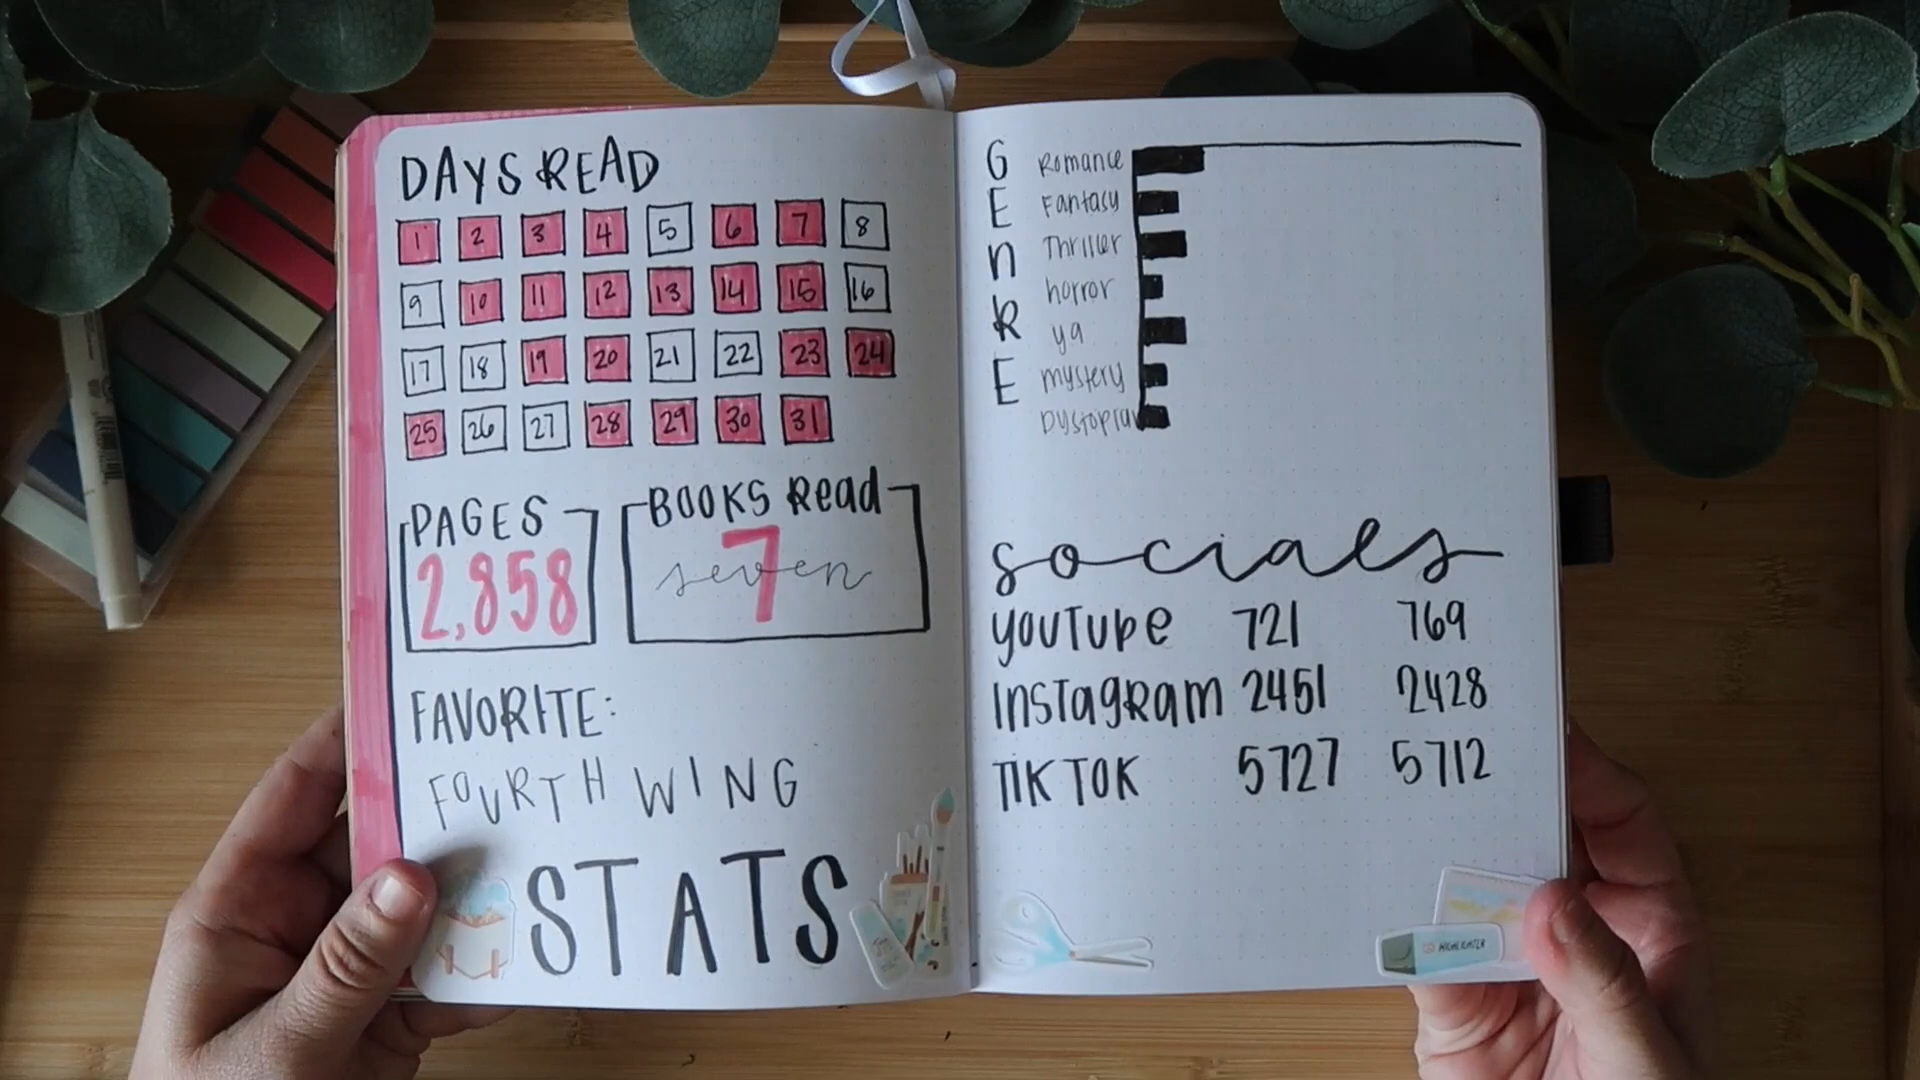 DAYS READ
1 2 3 4 5 6 7 8
9 10 11 12 13 14 15 16
17 18 19 20 21 22 23 24
25 26 27 28 29 30 31
PAGES
2,858
BOOKS Read
7
seven
FAVORITE:
FOURTH WING
STATS
GEnRE
Romance
Fantasy
Thriller
horror
ya
mystery
Dystopian
socials
YouTube 721 769
Instagram 2451 2428
TIKTOK 5727 5712
HIGHLIGHTER